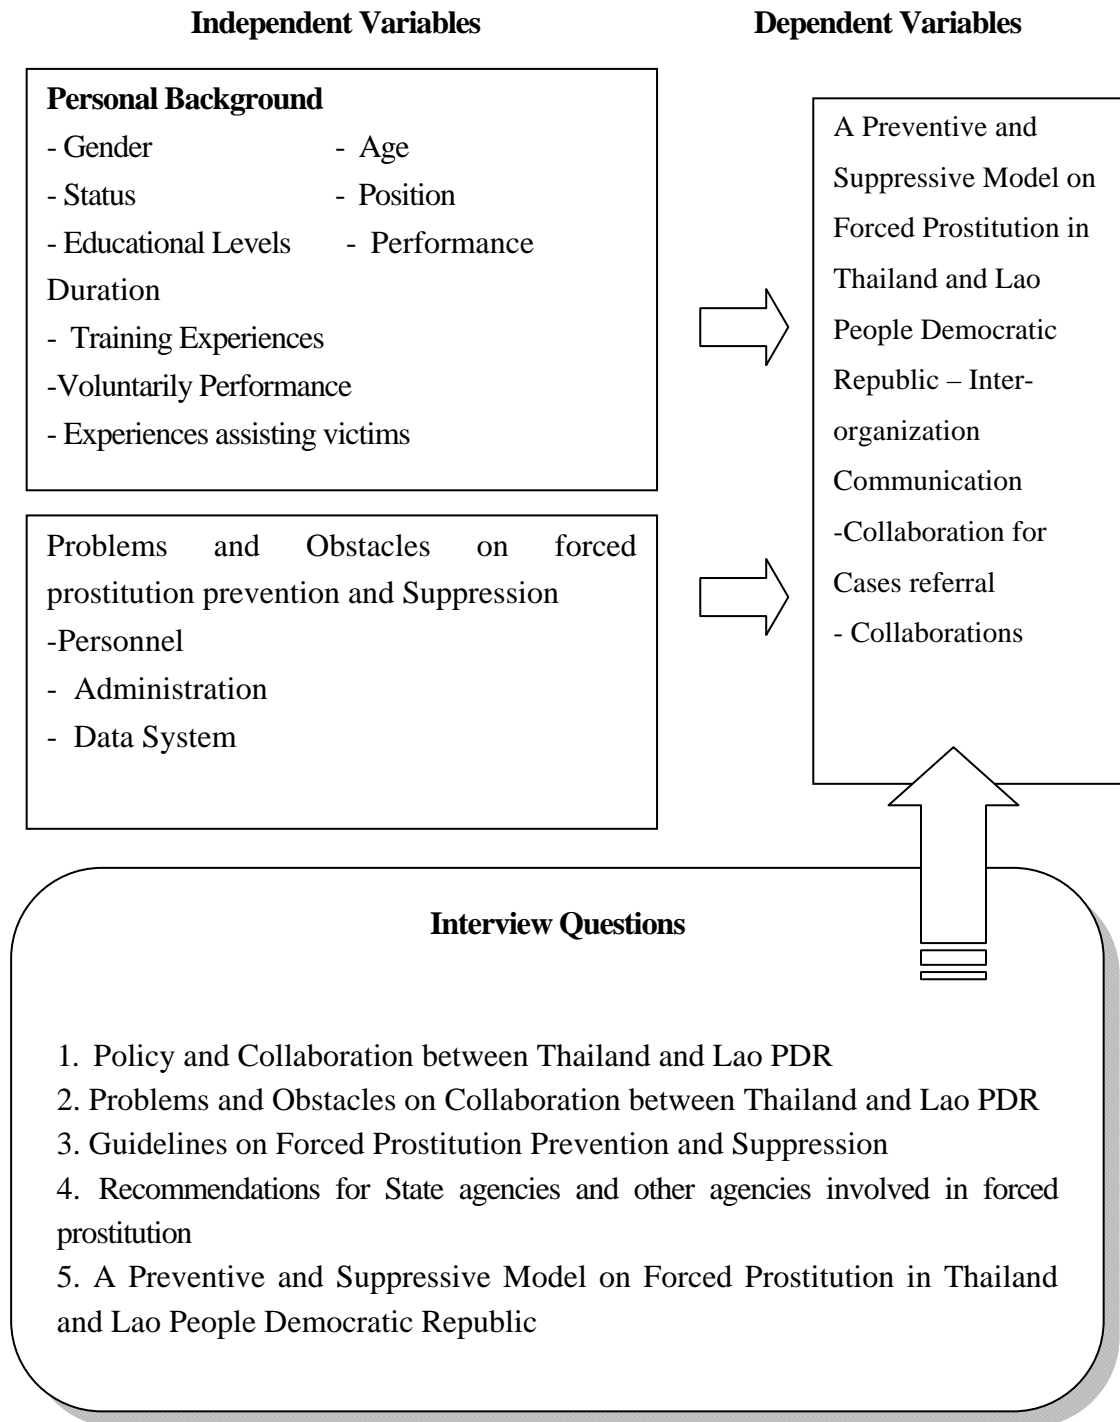 Independent Variables
Dependent Variables
Personal Background
- Gender - Age
- Status - Position
- Educational Levels - Performance
Duration
- Training Experiences
-Voluntarily Performance
- Experiences assisting victims
Problems and Obstacles on forced
prostitution prevention and Suppression
-Personnel
- Administration
- Data System
A Preventive and
Suppressive Model on
Forced Prostitution in
Thailand and Lao
People Democratic
Republic – Inter-
organization
Communication
-Collaboration for
Cases referral
- Collaborations
Interview Questions
1. Policy and Collaboration between Thailand and Lao PDR
2. Problems and Obstacles on Collaboration between Thailand and Lao PDR
3. Guidelines on Forced Prostitution Prevention and Suppression
4. Recommendations for State agencies and other agencies involved in forced
prostitution
5. A Preventive and Suppressive Model on Forced Prostitution in Thailand
and Lao People Democratic Republic